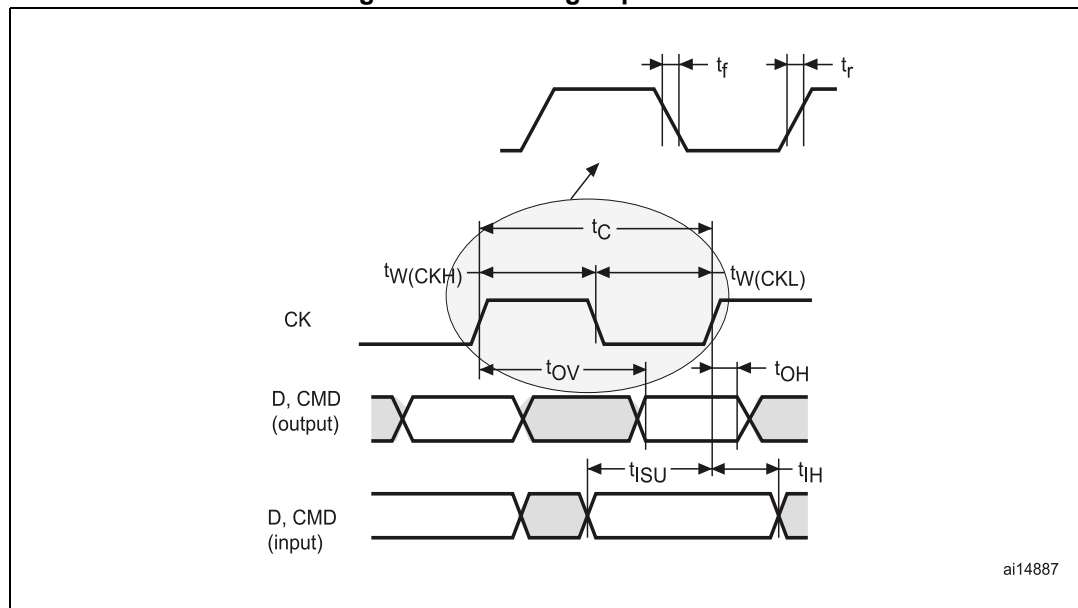 tf
tr
tC
tW(CKH)
tW(CKL)
CK
tOV
tOH
D, CMD
(output)
tISU
tIH
D, CMD
(input)
ai14887